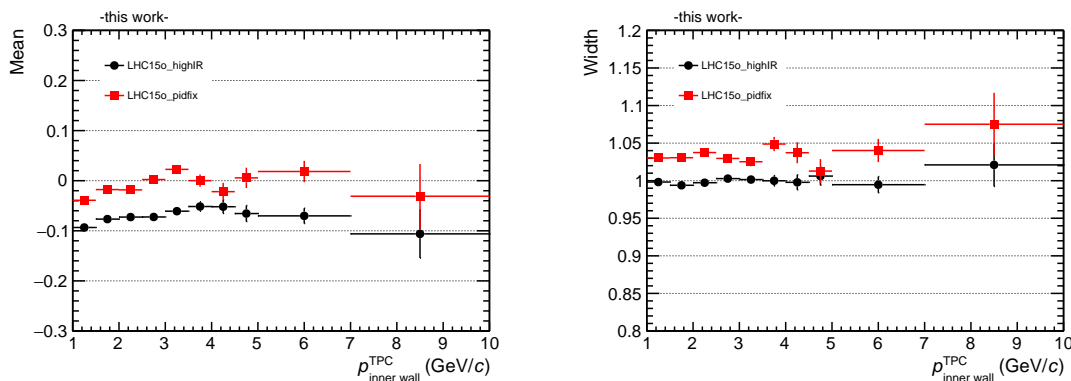 -this work-
Mean
0.3
0.2
0.1
0
−0.1
−0.2
−0.3
LHC15o_highIR
LHC15o_pidfix
1 2 3 4 5 6 7 8 9 10
p^TPC_inner wall (GeV/c)
-this work-
Width
1.2
1.15
1.1
1.05
1
0.95
0.9
0.85
0.8
LHC15o_highIR
LHC15o_pidfix
1 2 3 4 5 6 7 8 9 10
p^TPC_inner wall (GeV/c)